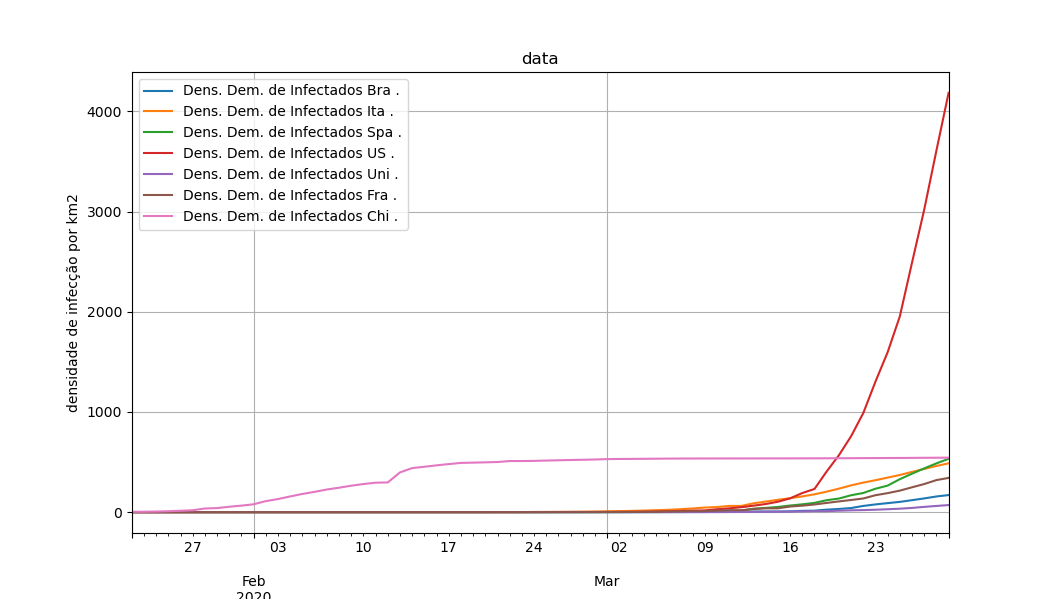 data
Dens. Dem. de Infectados Bra .
Dens. Dem. de Infectados Ita .
Dens. Dem. de Infectados Spa .
Dens. Dem. de Infectados US .
Dens. Dem. de Infectados Uni .
Dens. Dem. de Infectados Fra .
Dens. Dem. de Infectados Chi .
densidade de infecção por km2
4000
3000
2000
1000
0
27 03 10 17 24 02 09 16 23
Feb Mar
2020